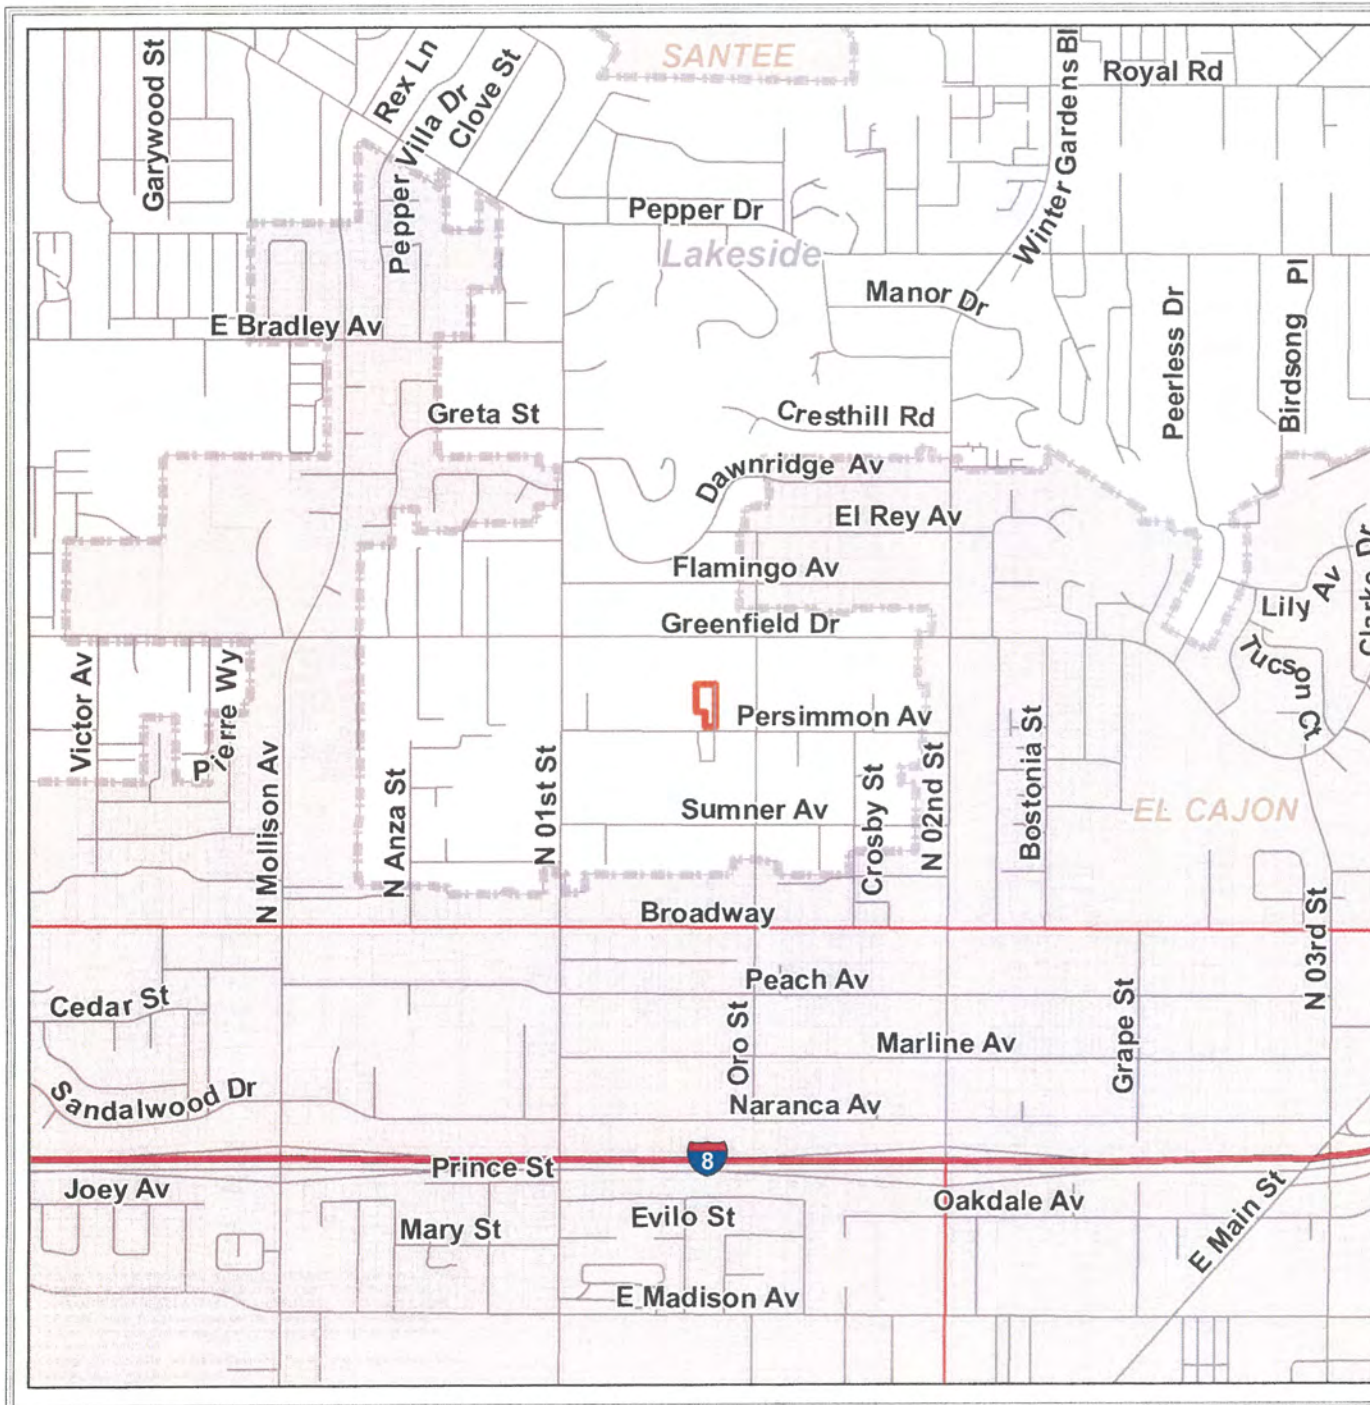 SANTEE
Garywood St
Rex Ln
Pepper Villa Dr
Clove St
Winter Gardens Bl
Royal Rd
Pepper Dr
Lakeside
Manor Dr
Peerless Dr
Birdsong Pl
E Bradley Av
Greta St
Cresthill Rd
Dawnridge Av
El Rey Av
Flamingo Av
Greenfield Dr
Lily Av
Clarke Dr
Tucson Ct
Victor Av
Pierre Wy
N Mollison Av
N Anza St
N 01st St
Persimmon Av
Sumner Av
Crosby St
N 02nd St
Bostonia St
EL CAJON
N 03rd St
Broadway
Peach Av
Cedar St
Oro St
Marline Av
Grape St
Sandalwood Dr
Naranca Av
8
Prince St
Joey Av
Oakdale Av
Evilo St
Mary St
E Main St
E Madison Av